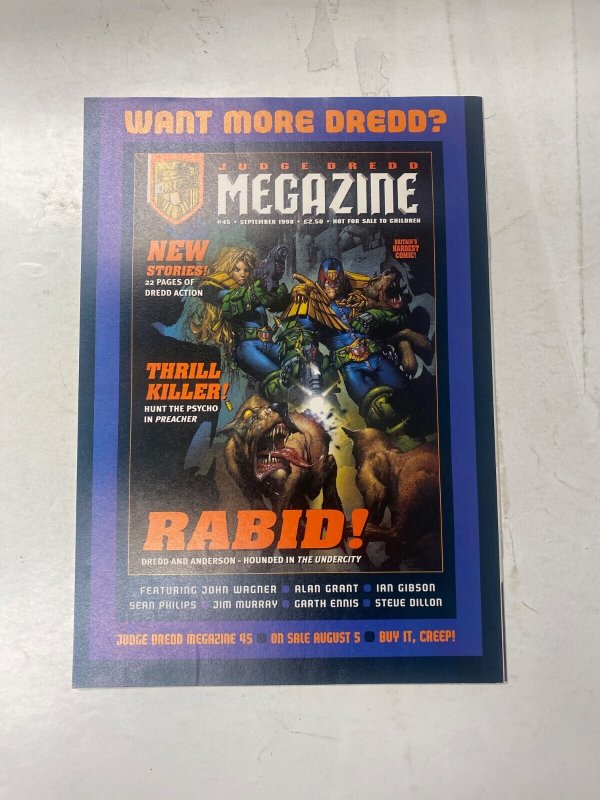 WANT MORE DREDD?
JUDGE DREDD
MEGAZINE
#45 • SEPTEMBER 1998 • £2.50 • NOT FOR SALE TO CHILDREN
NEW
STORIES!
22 PAGES OF
DREDD ACTION
BRITAIN'S
HARDEST
COMIC!
THRILL
KILLER!
HUNT THE PSYCHO
IN PREACHER
RABID!
DREDD AND ANDERSON - HOUNDED IN THE UNDERCITY
FEATURING JOHN WAGNER ● ALAN GRANT ● IAN GIBSON
SEAN PHILIPS ● JIM MURRAY ● GARTH ENNIS ● STEVE DILLON
JUDGE DREDD MEGAZINE 45 ● ON SALE AUGUST 5 ● BUY IT, CREEP!